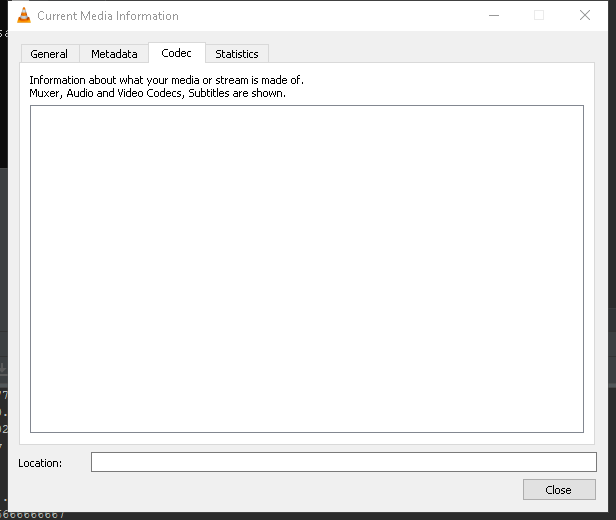 Current Media Information
General
Metadata
Codec
Statistics
Information about what your media or stream is made of.
Muxer, Audio and Video Codecs, Subtitles are shown.
Location:
Close
6666666667